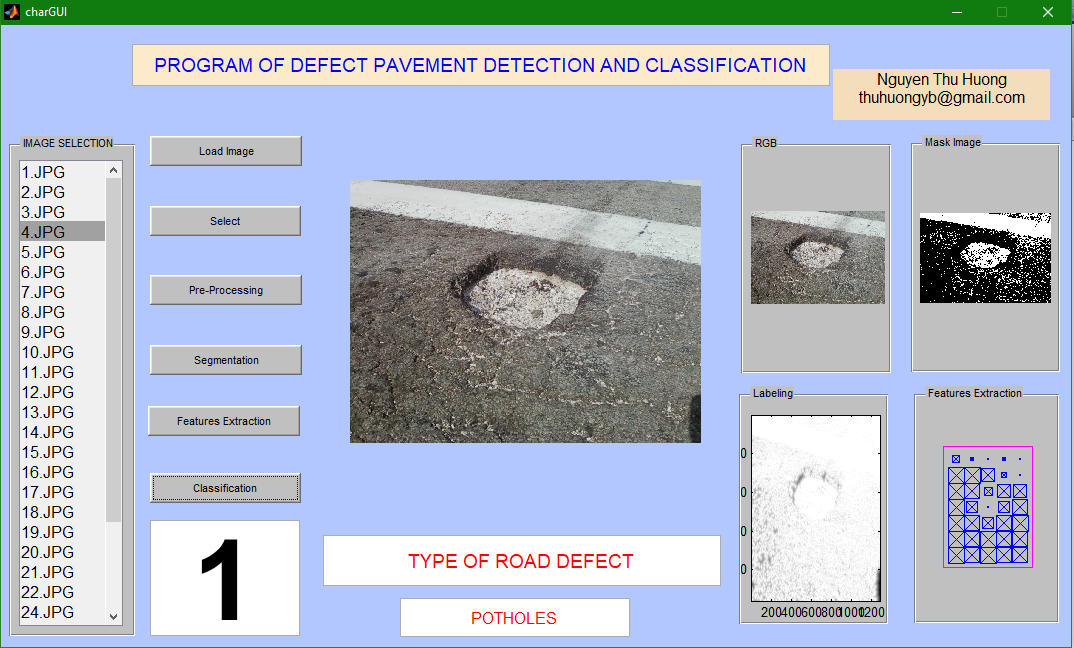 charGUI
PROGRAM OF DEFECT PAVEMENT DETECTION AND CLASSIFICATION
Nguyen Thu Huong
thuhuongyb@gmail.com
IMAGE SELECTION
1.JPG
2.JPG
3.JPG
4.JPG
5.JPG
6.JPG
7.JPG
8.JPG
9.JPG
10.JPG
11.JPG
12.JPG
13.JPG
14.JPG
15.JPG
16.JPG
17.JPG
18.JPG
19.JPG
20.JPG
21.JPG
22.JPG
24.JPG
Load Image
Select
Pre-Processing
Segmentation
Features Extraction
Classification
1
TYPE OF ROAD DEFECT
POTHOLES
RGB
Mask Image
Labeling
0
0
0
0
20040060080010001200
Features Extraction